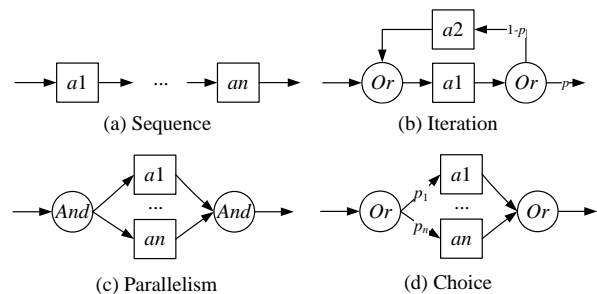 a1 ... an
(a) Sequence
a2 1-p
Or a1 Or p
(b) Iteration
a1
And ... And
an
(c) Parallelism
p1 a1
Or ... Or
pn an
(d) Choice